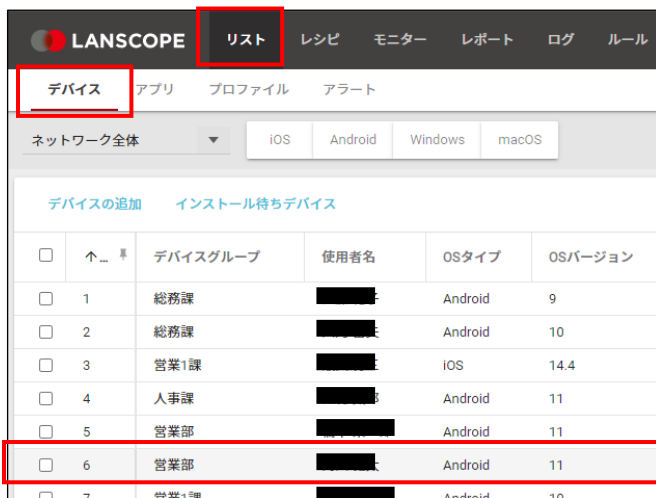 LANSCOPE リスト レシピ モニター レポート ログ ルール
デバイス アプリ プロファイル アラート
ネットワーク全体 iOS Android Windows macOS
デバイスの追加 インストール待ちデバイス
↑... デバイスグループ 使用者名 OSタイプ OSバージョン
1 総務課 Android 9
2 総務課 Android 10
3 営業1課 iOS 14.4
4 人事課 Android 11
5 営業部 Android 11
6 営業部 Android 11
7 営業1課 Android 10